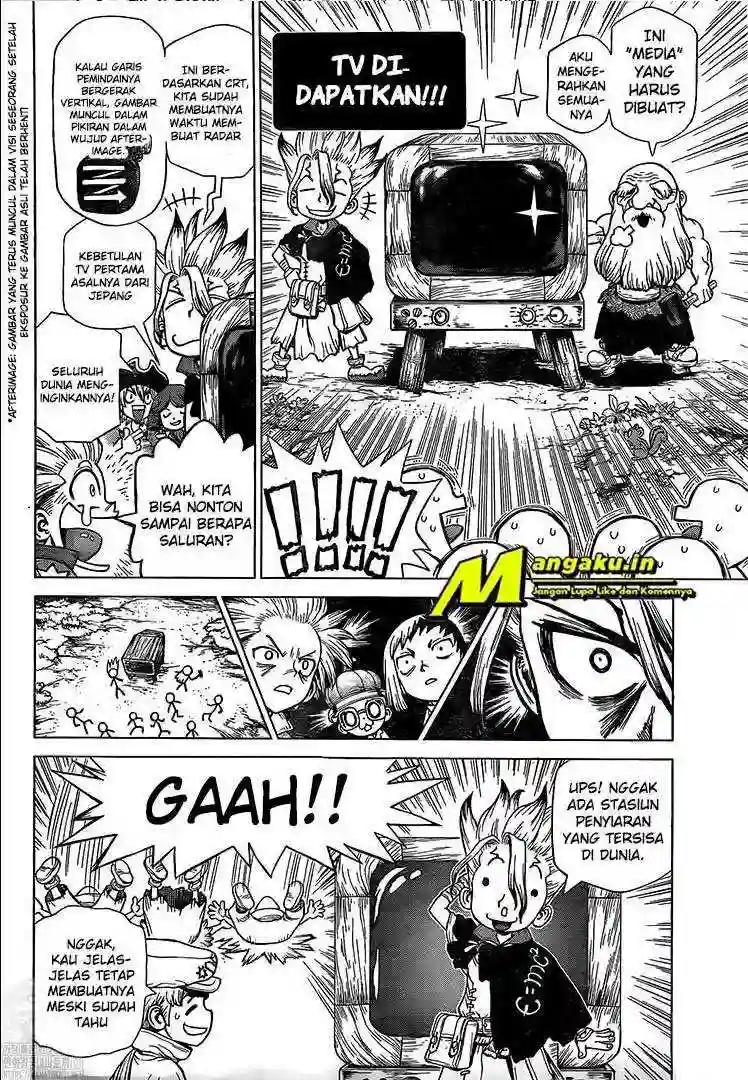 INI
"MEDIA"
YANG
HARUS
DIBUAT?
AKU
MENGE-
RAHKAN
SEMUA-
NYA
TV DI-
DAPATKAN!!!
INI BER-
DASARKAN CRT,
KITA SUDAH
MEMBUATNYA
WAKTU MEM-
BUAT RADAR
KALAU GARIS
PEMINDAINYA
BERGERAK
VERTIKAL, GAMBAR
MUNCUL DALAM
PIKIRAN DALAM
WUJUD AFTER-
IMAGE.*
*AFTERIMAGE: GAMBAR YANG TERUS MUNCUL DALAM VISI SESEORANG SETELAH
EKSPOSUR KE GAMBAR ASLI TELAH BERHENTI
KEBETULAN
TV PERTAMA
ASALNYA DARI
JEPANG
E=mc²
SELURUH
DUNIA MENG-
INGINKANNYA!
WAH, KITA
BISA NONTON
SAMPAI BERAPA
SALURAN?
!!!!
Mangaku.in
Jangan Lupa Like dan Komennya
GAAH!!
UPS! NGGAK
ADA STASIUN
PENYIARAN
YANG TERSISA
DI DUNIA.
E=mc²
NGGAK,
KAU JELAS-
JELAS TETAP
MEMBUATNYA
MESKI SUDAH
TAHU